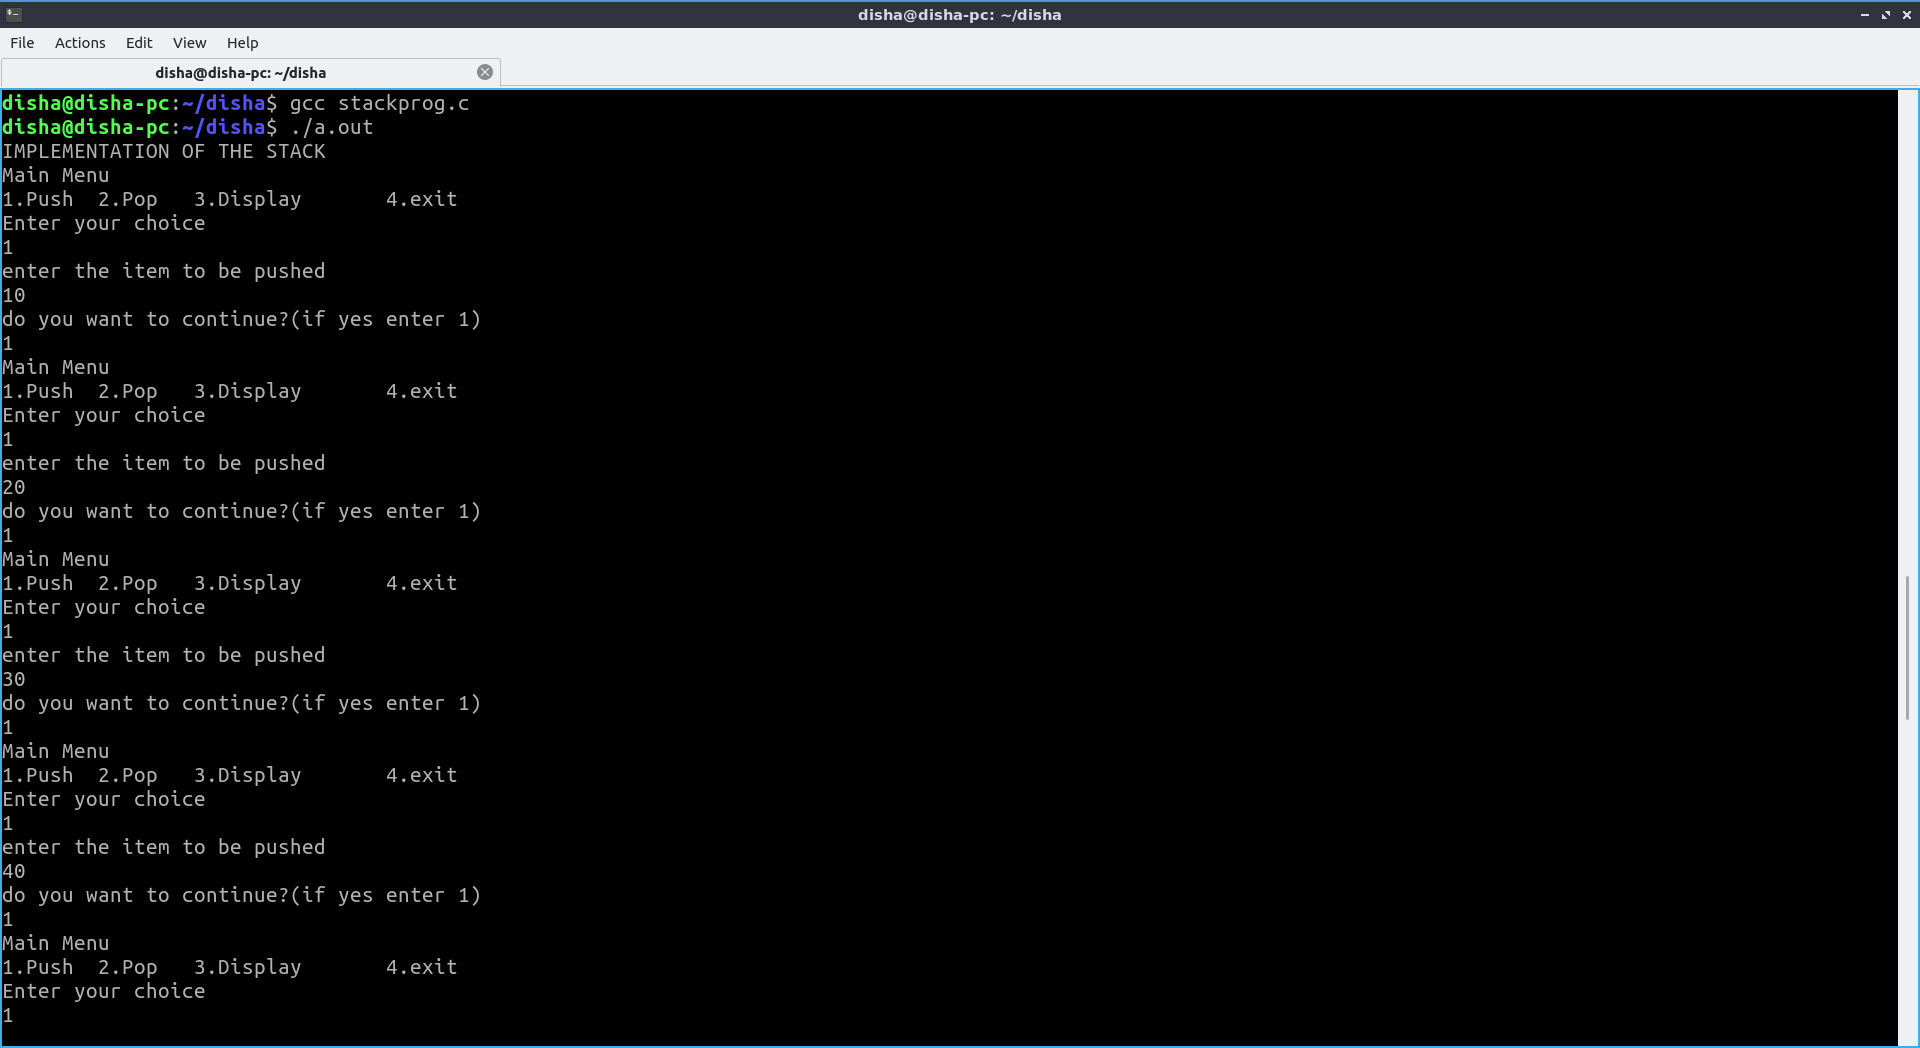 disha@disha-pc: ~/disha
File Actions Edit View Help
disha@disha-pc: ~/disha
disha@disha-pc:~/disha$ gcc stackprog.c
disha@disha-pc:~/disha$ ./a.out
IMPLEMENTATION OF THE STACK
Main Menu
1.Push  2.Pop   3.Display       4.exit
Enter your choice
1
enter the item to be pushed
10
do you want to continue?(if yes enter 1)
1
Main Menu
1.Push  2.Pop   3.Display       4.exit
Enter your choice
1
enter the item to be pushed
20
do you want to continue?(if yes enter 1)
1
Main Menu
1.Push  2.Pop   3.Display       4.exit
Enter your choice
1
enter the item to be pushed
30
do you want to continue?(if yes enter 1)
1
Main Menu
1.Push  2.Pop   3.Display       4.exit
Enter your choice
1
enter the item to be pushed
40
do you want to continue?(if yes enter 1)
1
Main Menu
1.Push  2.Pop   3.Display       4.exit
Enter your choice
1